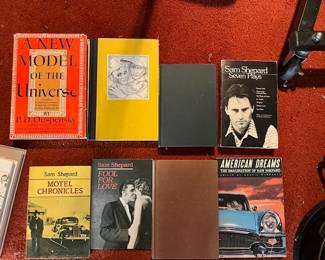 A NEW
MODEL
OF THE
Universe
BY
P. D. Ouspensky
Sam Shepard
Seven Plays
Sam Shepard
MOTEL
CHRONICLES
Sam Shepard
FOOL
FOR
LOVE
AMERICAN DREAMS
THE IMAGINATION OF SAM SHEPARD